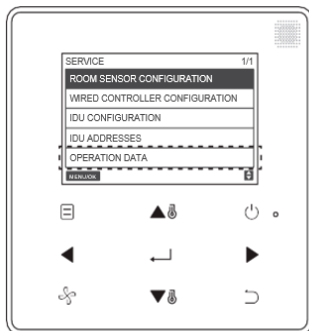 SERVICE 1/1
ROOM SENSOR CONFIGURATION
WIRED CONTROLLER CONFIGURATION
IDU CONFIGURATION
IDU ADDRESSES
OPERATION DATA
MENU/OK